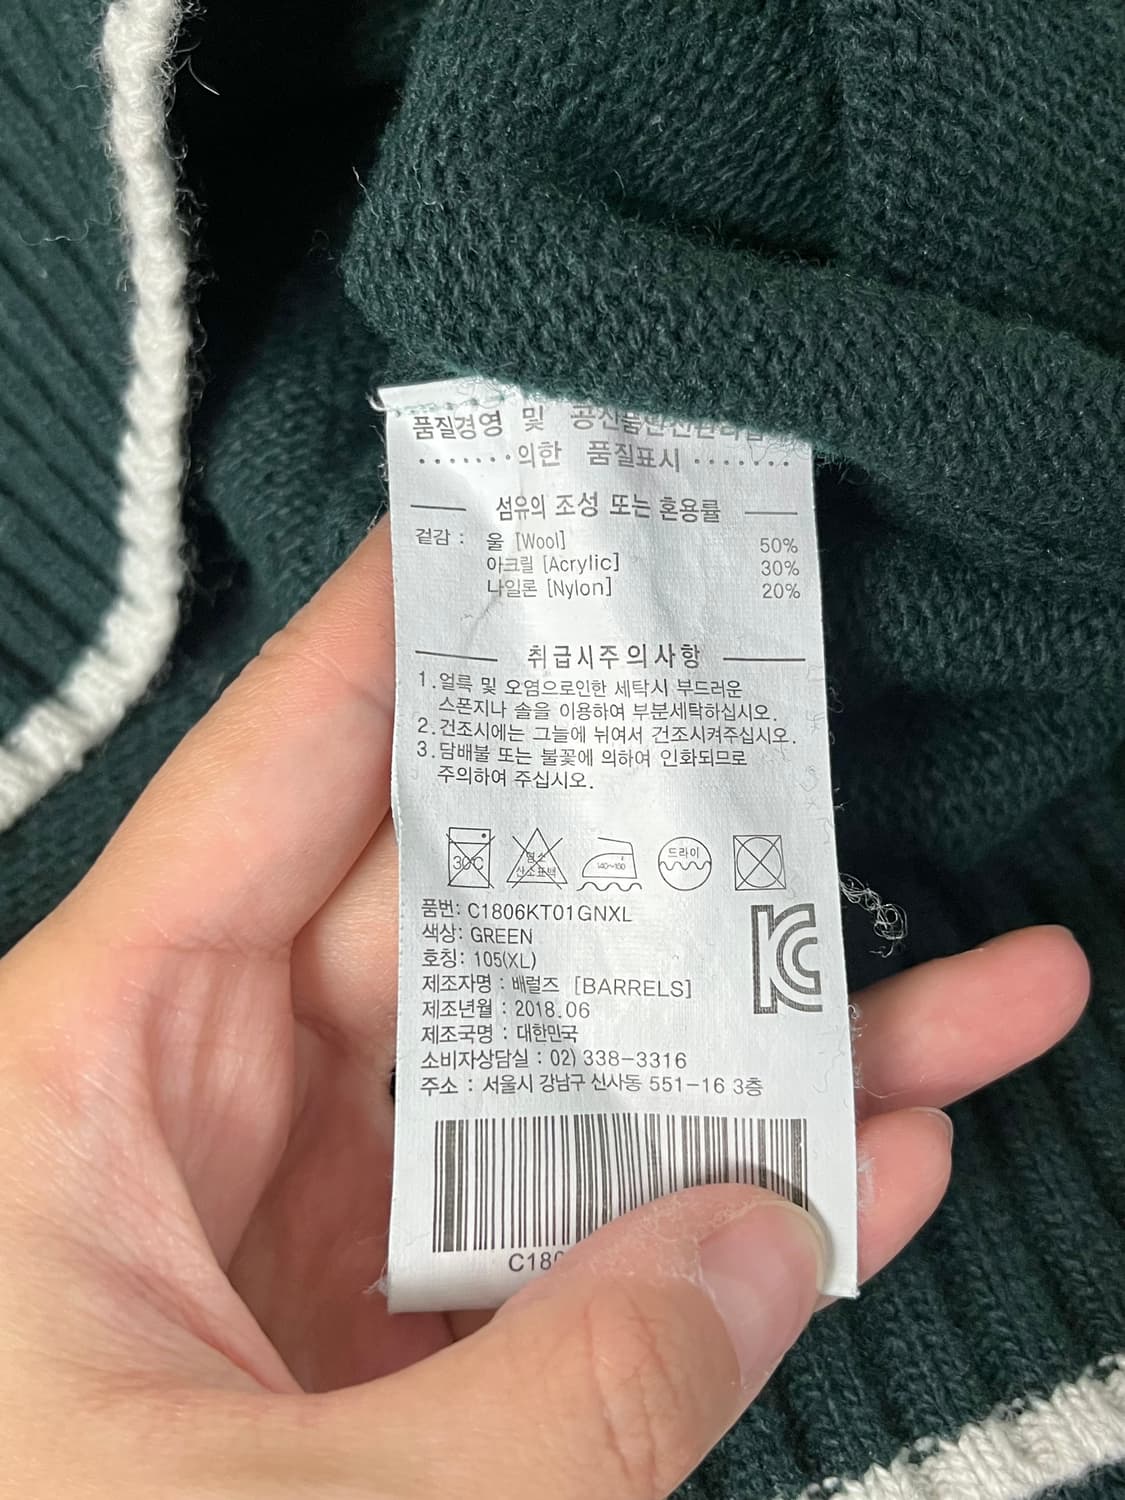 품질경영 및 공산품안전관리법
·······의한 품질표시·······
섬유의 조성 또는 혼용률
겉감 : 울 [Wool] 50%
아크릴 [Acrylic] 30%
나일론 [Nylon] 20%
취급시주의사항
1.얼룩 및 오염으로인한 세탁시 부드러운
스폰지나 솔을 이용하여 부분세탁하십시오.
2.건조시에는 그늘에 뉘여서 건조시켜주십시오.
3.담배불 또는 불꽃에 의하여 인화되므로
주의하여 주십시오.
30℃ 염소 산소표백 140~160 드라이
품번: C1806KT01GNXL
색상: GREEN
호칭: 105(XL)
제조자명 : 배럴즈 [BARRELS]
제조년월 : 2018.06
제조국명 : 대한민국
소비자상담실 : 02) 338-3316
주소 : 서울시 강남구 신사동 551-16 3층
KC
C180